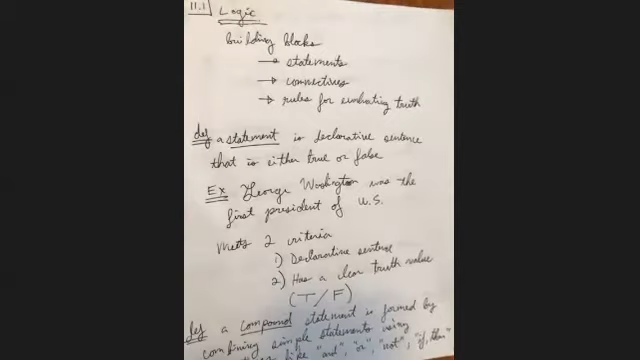 11.1 Logic
building blocks
→ statements
→ connectives
→ rules for evaluating truth
def a statement is declarative sentence
that is either true or false
Ex George Washington was the
first president of U.S.
Meets 2 criteria
1) Declarative sentence
2) Has a clear truth value
(T/F)
def a compound statement is formed by
combining simple statements using
like "and", "or", "not", "if, then"